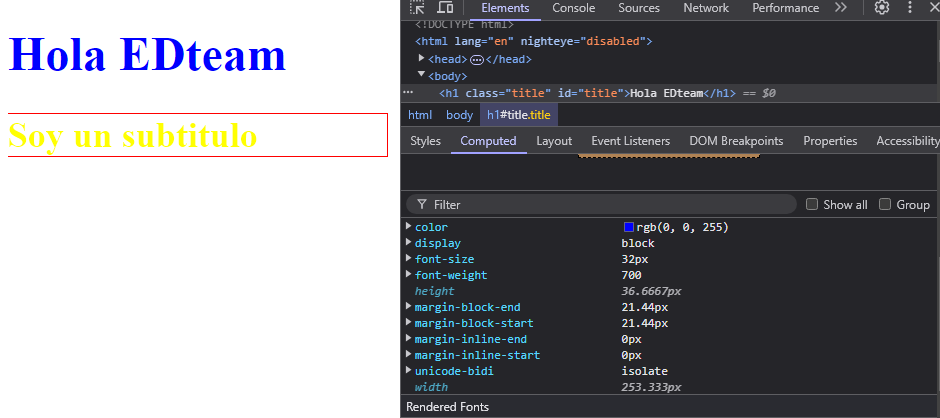 Hola EDteam
Soy un subtitulo
Elements Console Sources Network Performance
<!DOCTYPE html>
<html lang="en" nighteye="disabled">
<head>…</head>
<body>
<h1 class="title" id="title">Hola EDteam</h1> == $0
html body h1#title.title
Styles Computed Layout Event Listeners DOM Breakpoints Properties Accessibility
Filter Show all Group
color rgb(0, 0, 255)
display block
font-size 32px
font-weight 700
height 36.6667px
margin-block-end 21.44px
margin-block-start 21.44px
margin-inline-end 0px
margin-inline-start 0px
unicode-bidi isolate
width 253.333px
Rendered Fonts